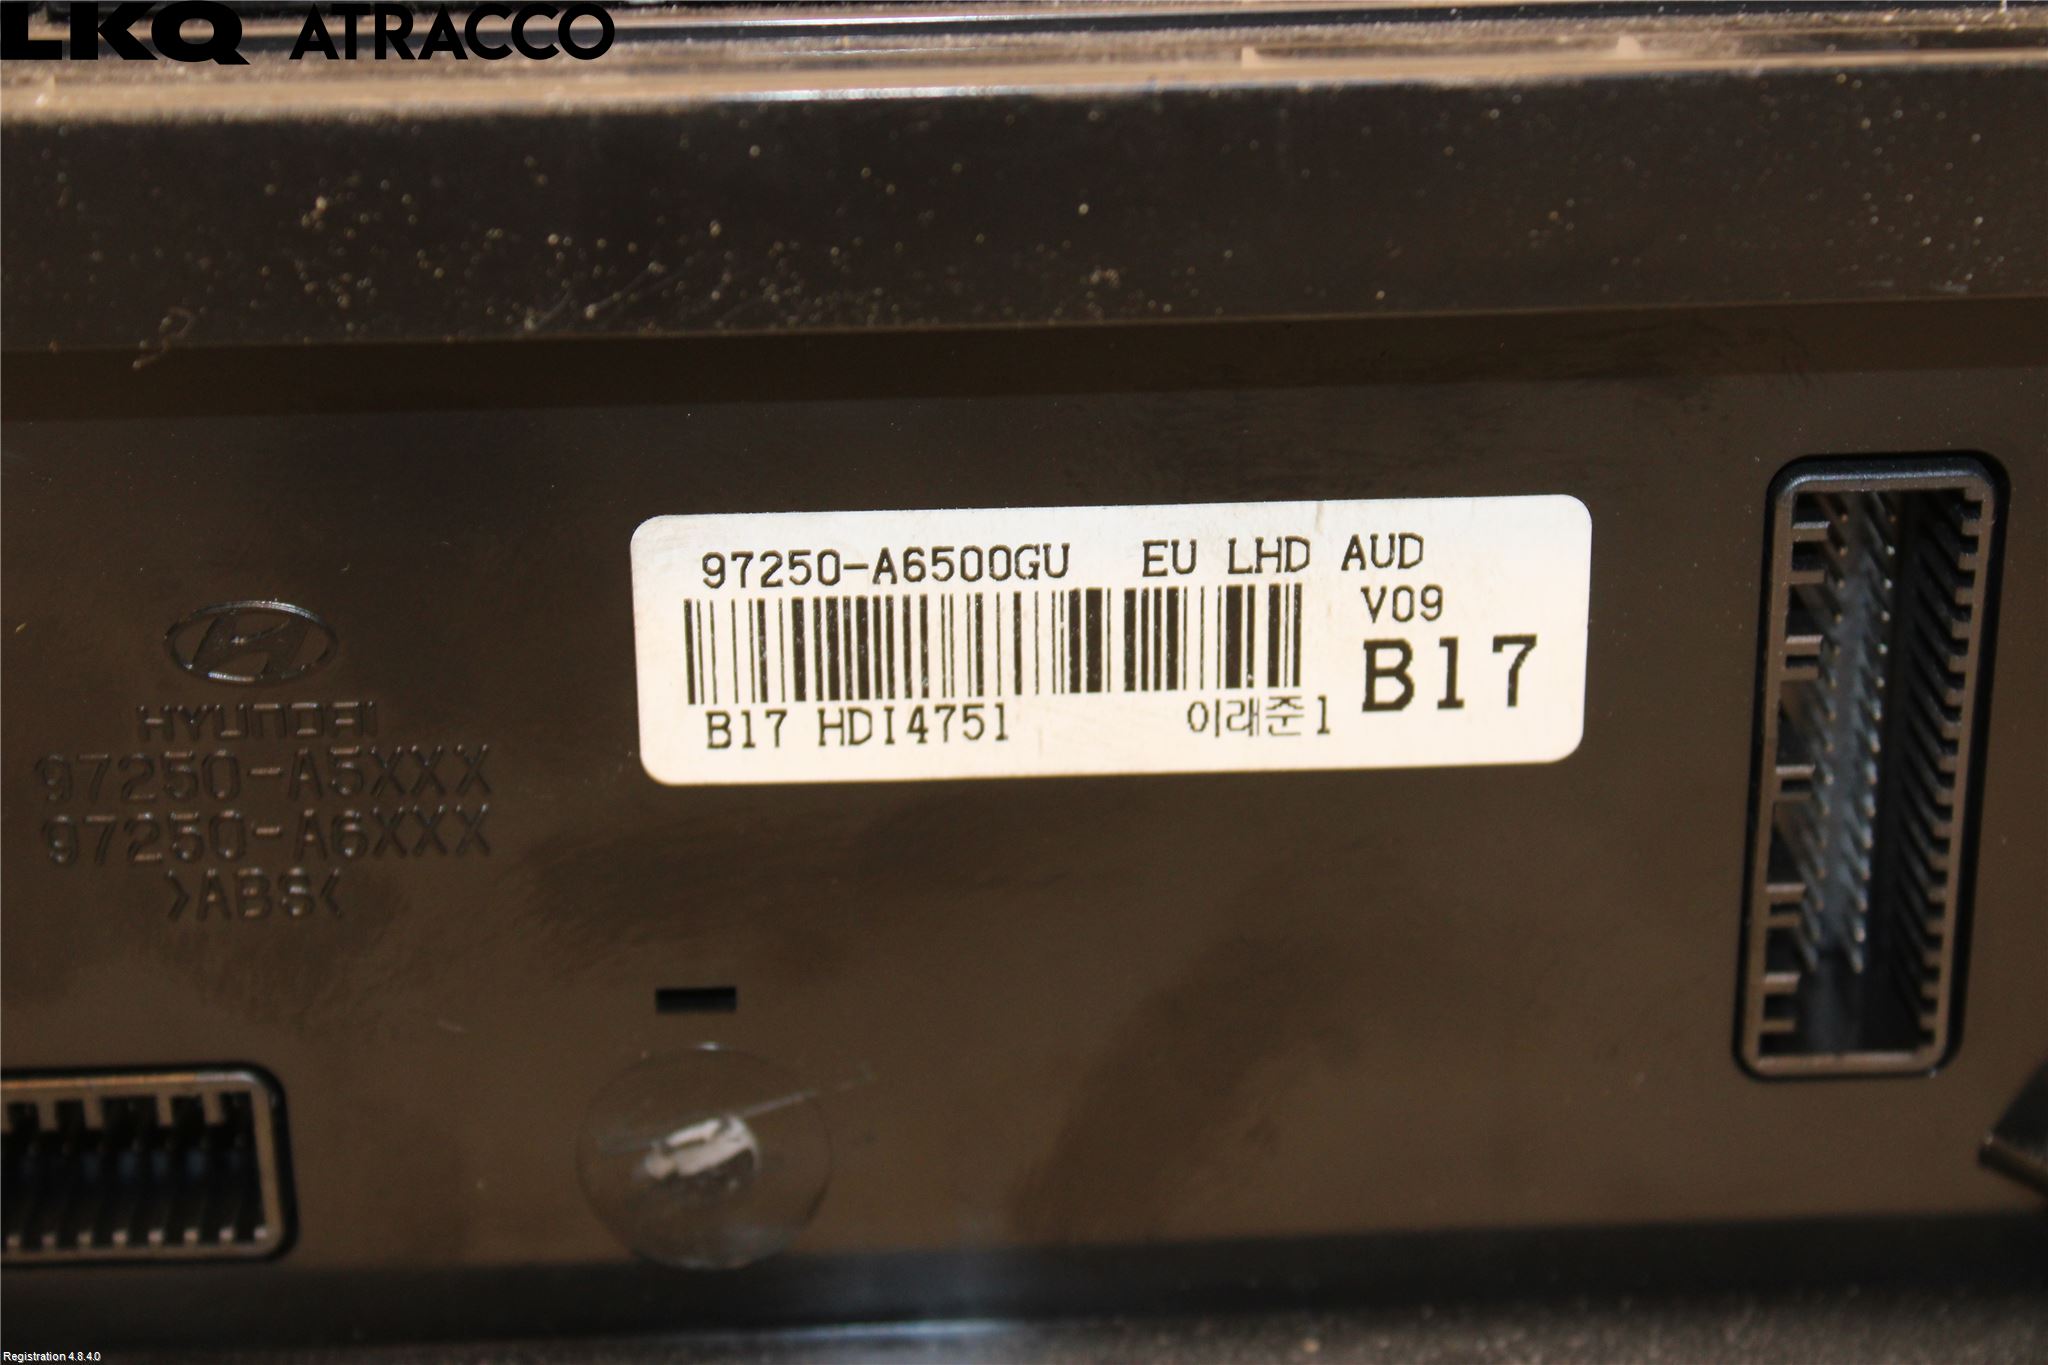 LKQ ATRACCO
97250-A6500GU EU LHD AUD
V09
B17
B17 HDI4751 이래준1
HYUNDAI
97250-A5XXX
97250-A6XXX
>ABS<
Registration 4.8.4.0